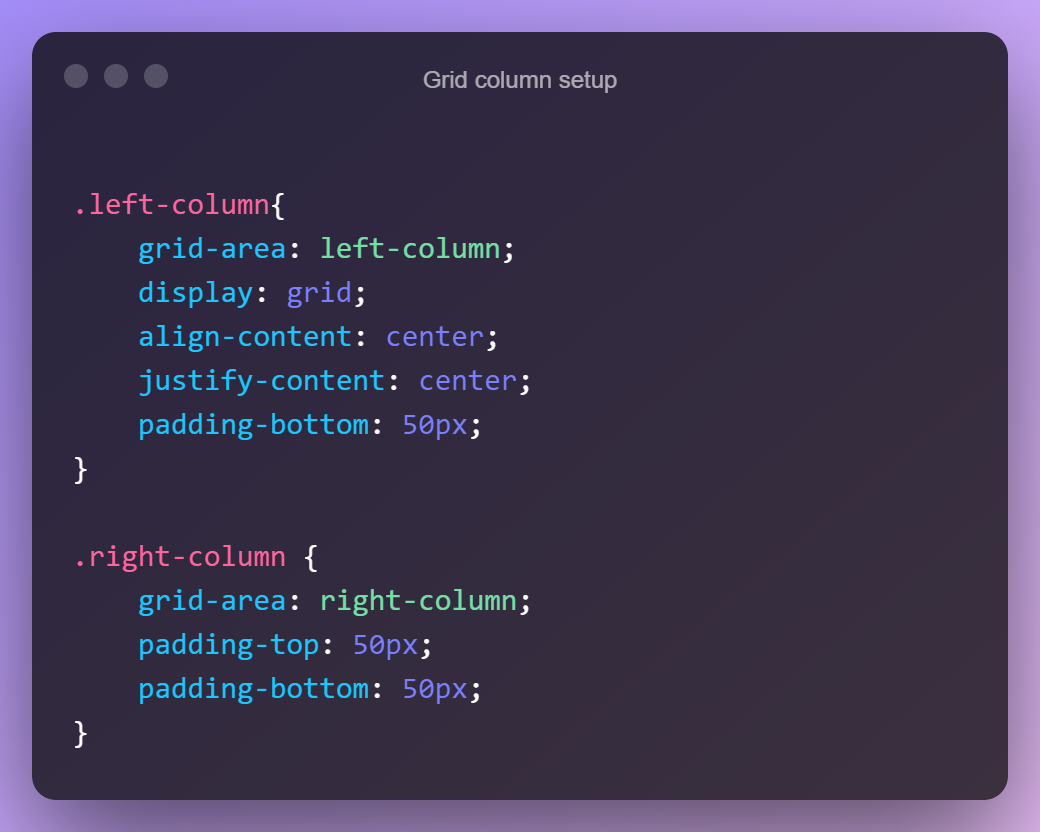 Grid column setup
.left-column{
    grid-area: left-column;
    display: grid;
    align-content: center;
    justify-content: center;
    padding-bottom: 50px;
}

.right-column {
    grid-area: right-column;
    padding-top: 50px;
    padding-bottom: 50px;
}